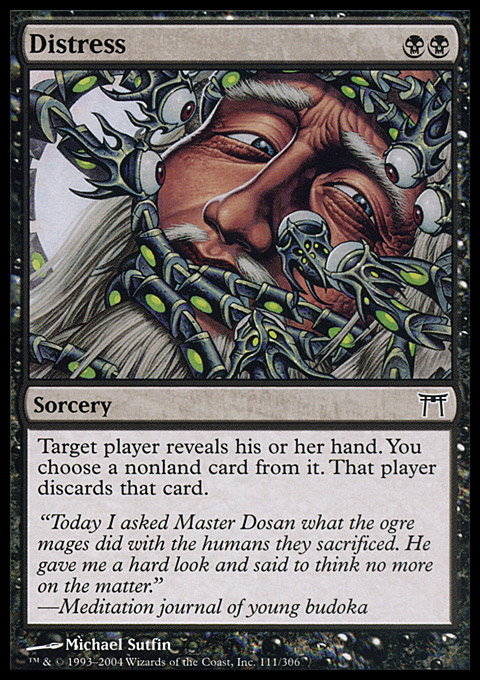 Distress
Sorcery
Target player reveals his or her hand. You
choose a nonland card from it. That player
discards that card.
“Today I asked Master Dosan what the ogre
mages did with the humans they sacrificed. He
gave me a hard look and said to think no more
on the matter.”
—Meditation journal of young budoka
Michael Sutfin
™ & © 1993–2004 Wizards of the Coast, Inc. 111/306